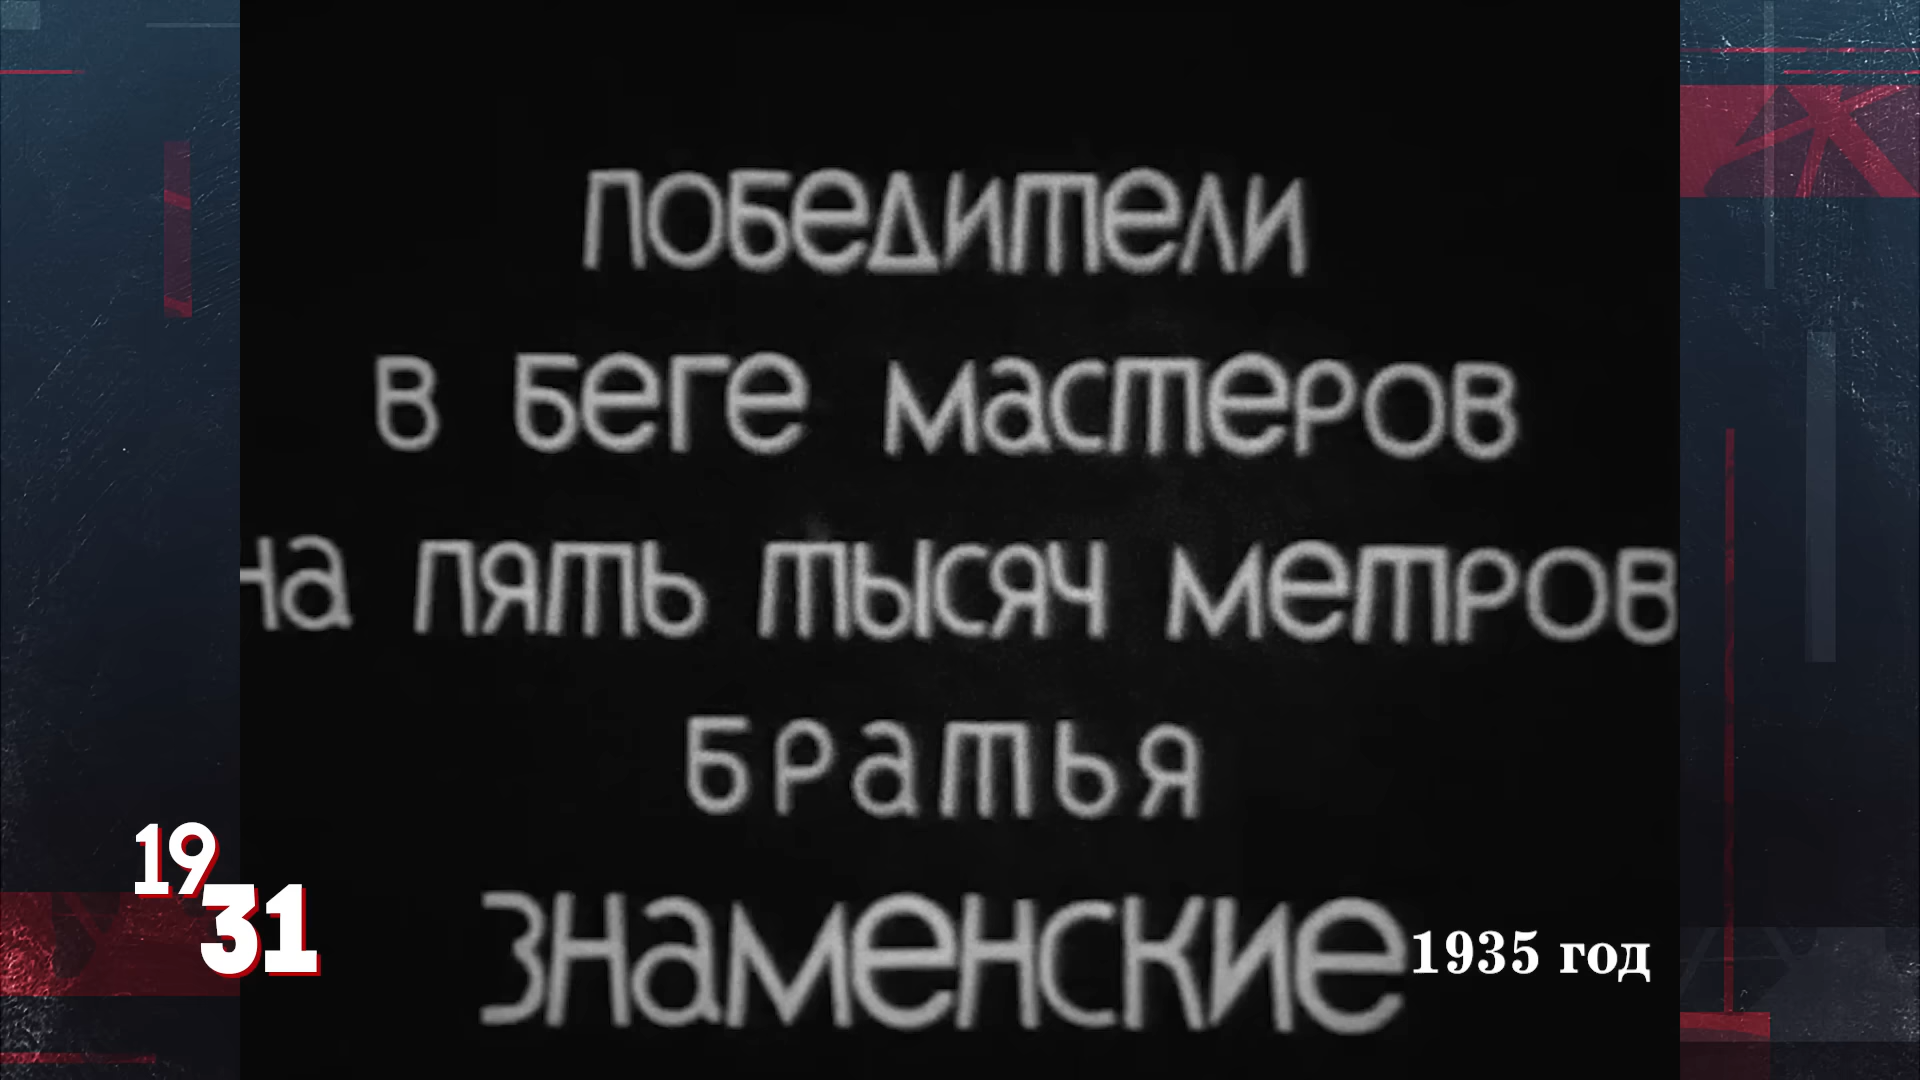 победители
в беге мастеров
на пять тысяч метров
братья
Знаменские
1935 год
19
31